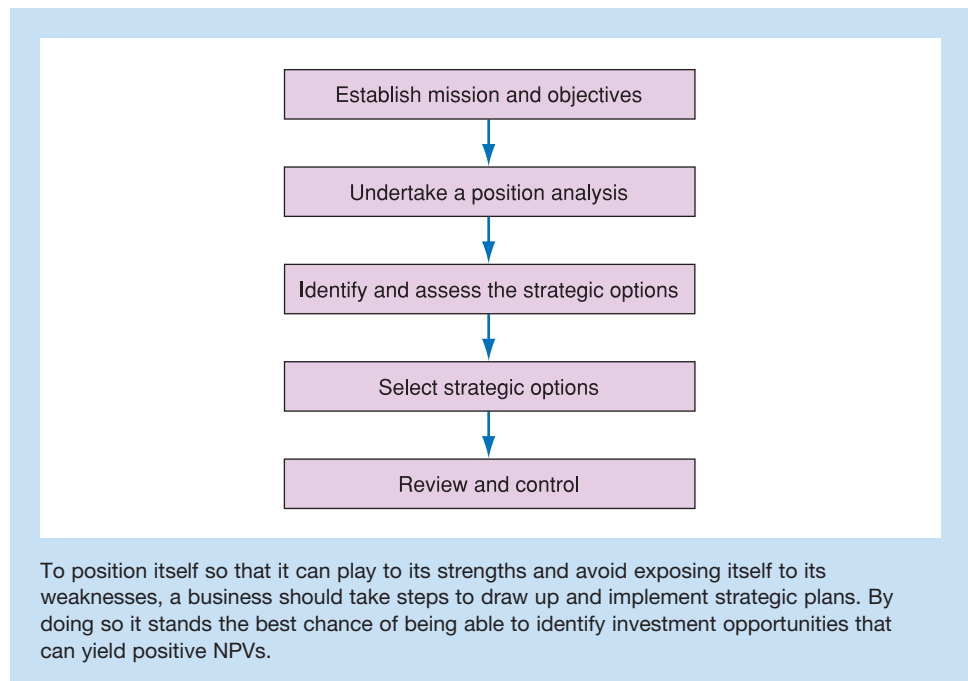 Establish mission and objectives
Undertake a position analysis
Identify and assess the strategic options
Select strategic options
Review and control
To position itself so that it can play to its strengths and avoid exposing itself to its
weaknesses, a business should take steps to draw up and implement strategic plans. By
doing so it stands the best chance of being able to identify investment opportunities that
can yield positive NPVs.